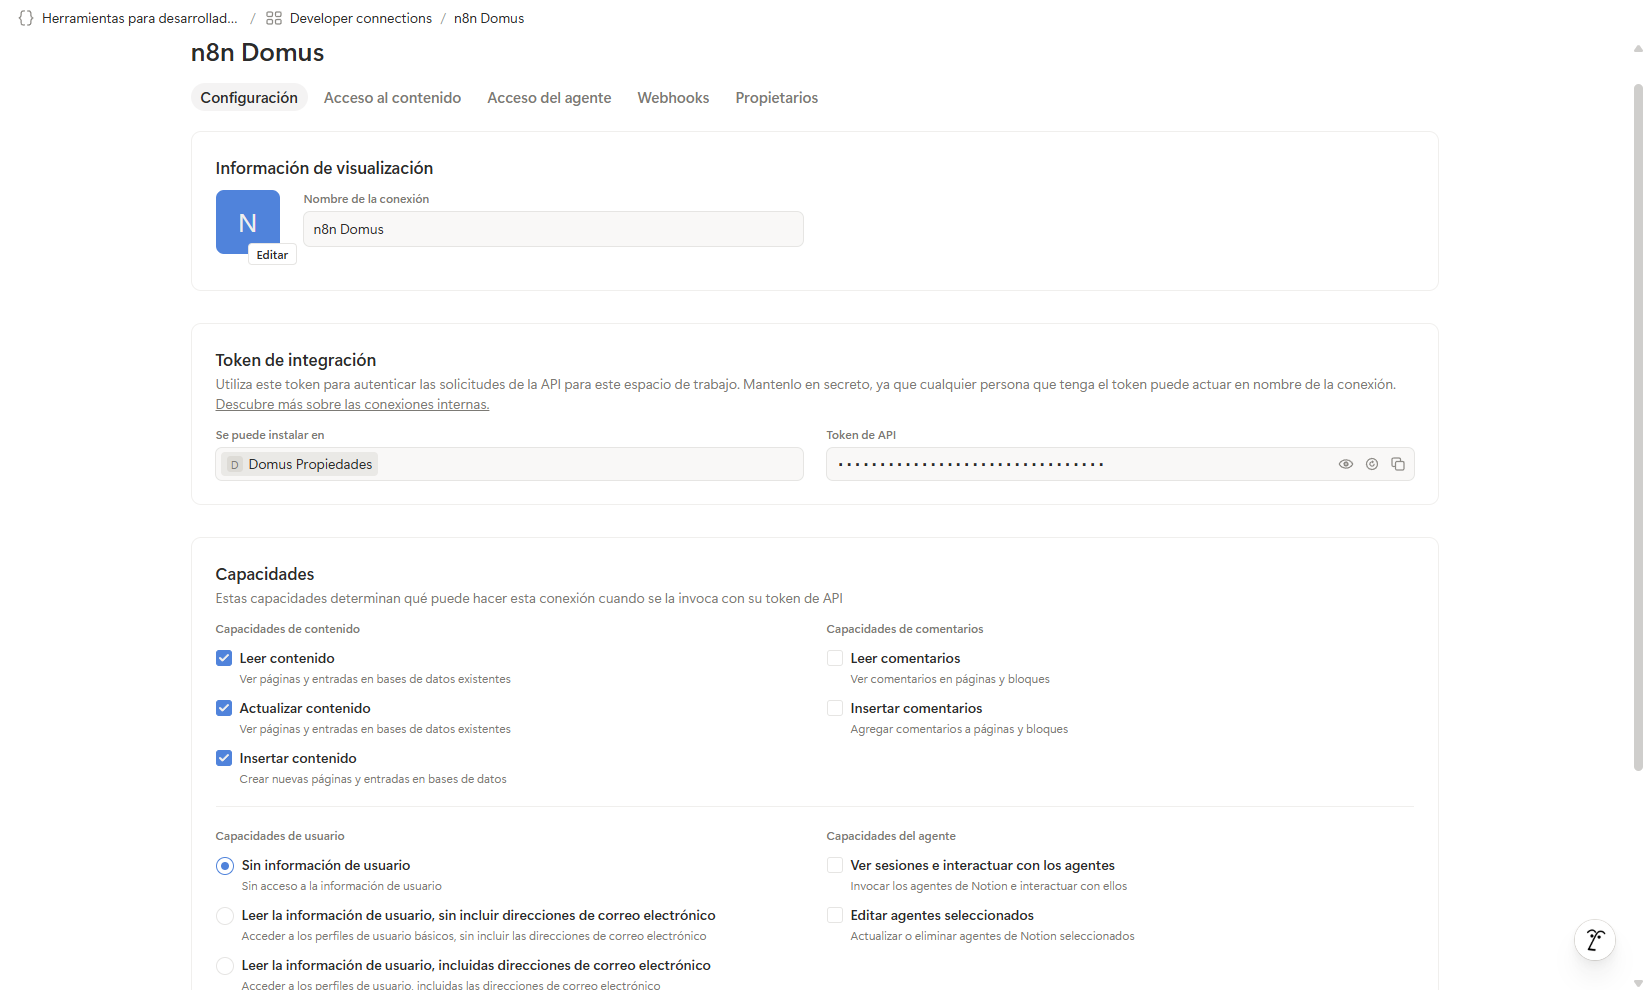 Herramientas para desarrollad... / Developer connections / n8n Domus
n8n Domus
Configuración Acceso al contenido Acceso del agente Webhooks Propietarios
Información de visualización
N
Editar
Nombre de la conexión
n8n Domus
Token de integración
Utiliza este token para autenticar las solicitudes de la API para este espacio de trabajo. Mantenlo en secreto, ya que cualquier persona que tenga el token puede actuar en nombre de la conexión.
Descubre más sobre las conexiones internas.
Se puede instalar en
D Domus Propiedades
Token de API
Capacidades
Estas capacidades determinan qué puede hacer esta conexión cuando se la invoca con su token de API
Capacidades de contenido
Leer contenido
Ver páginas y entradas en bases de datos existentes
Actualizar contenido
Ver páginas y entradas en bases de datos existentes
Insertar contenido
Crear nuevas páginas y entradas en bases de datos
Capacidades de comentarios
Leer comentarios
Ver comentarios en páginas y bloques
Insertar comentarios
Agregar comentarios a páginas y bloques
Capacidades de usuario
Sin información de usuario
Sin acceso a la información de usuario
Leer la información de usuario, sin incluir direcciones de correo electrónico
Acceder a los perfiles de usuario básicos, sin incluir las direcciones de correo electrónico
Leer la información de usuario, incluidas direcciones de correo electrónico
Acceder a los perfiles de usuario, incluidas las direcciones de correo electrónico
Capacidades del agente
Ver sesiones e interactuar con los agentes
Invocar los agentes de Notion e interactuar con ellos
Editar agentes seleccionados
Actualizar o eliminar agentes de Notion seleccionados